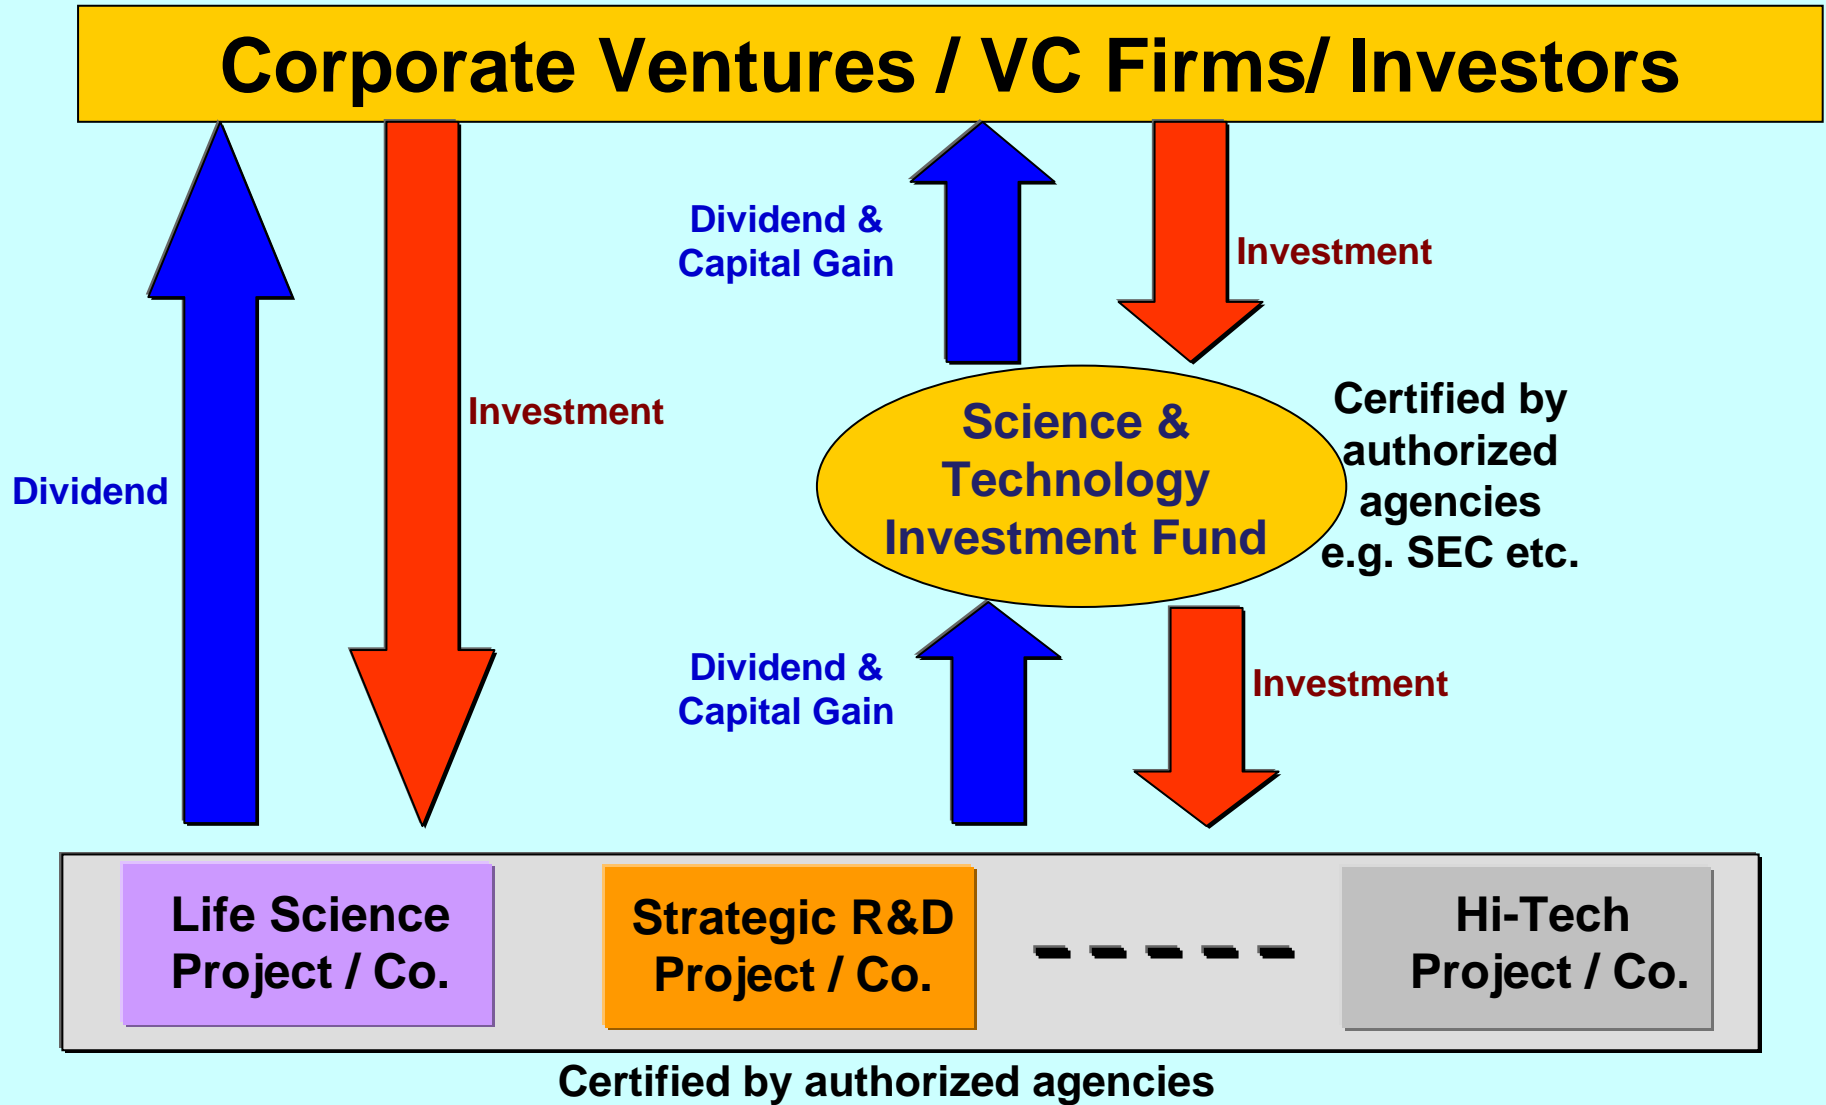 Corporate Ventures / VC Firms/ Investors
Dividend &
Capital Gain
Investment
Investment
Dividend
Science &
Technology
Investment Fund
Certified by
authorized
agencies
e.g. SEC etc.
Dividend &
Capital Gain
Investment
Life Science
Project / Co.
Strategic R&D
Project / Co.
Hi-Tech
Project / Co.
Certified by authorized agencies